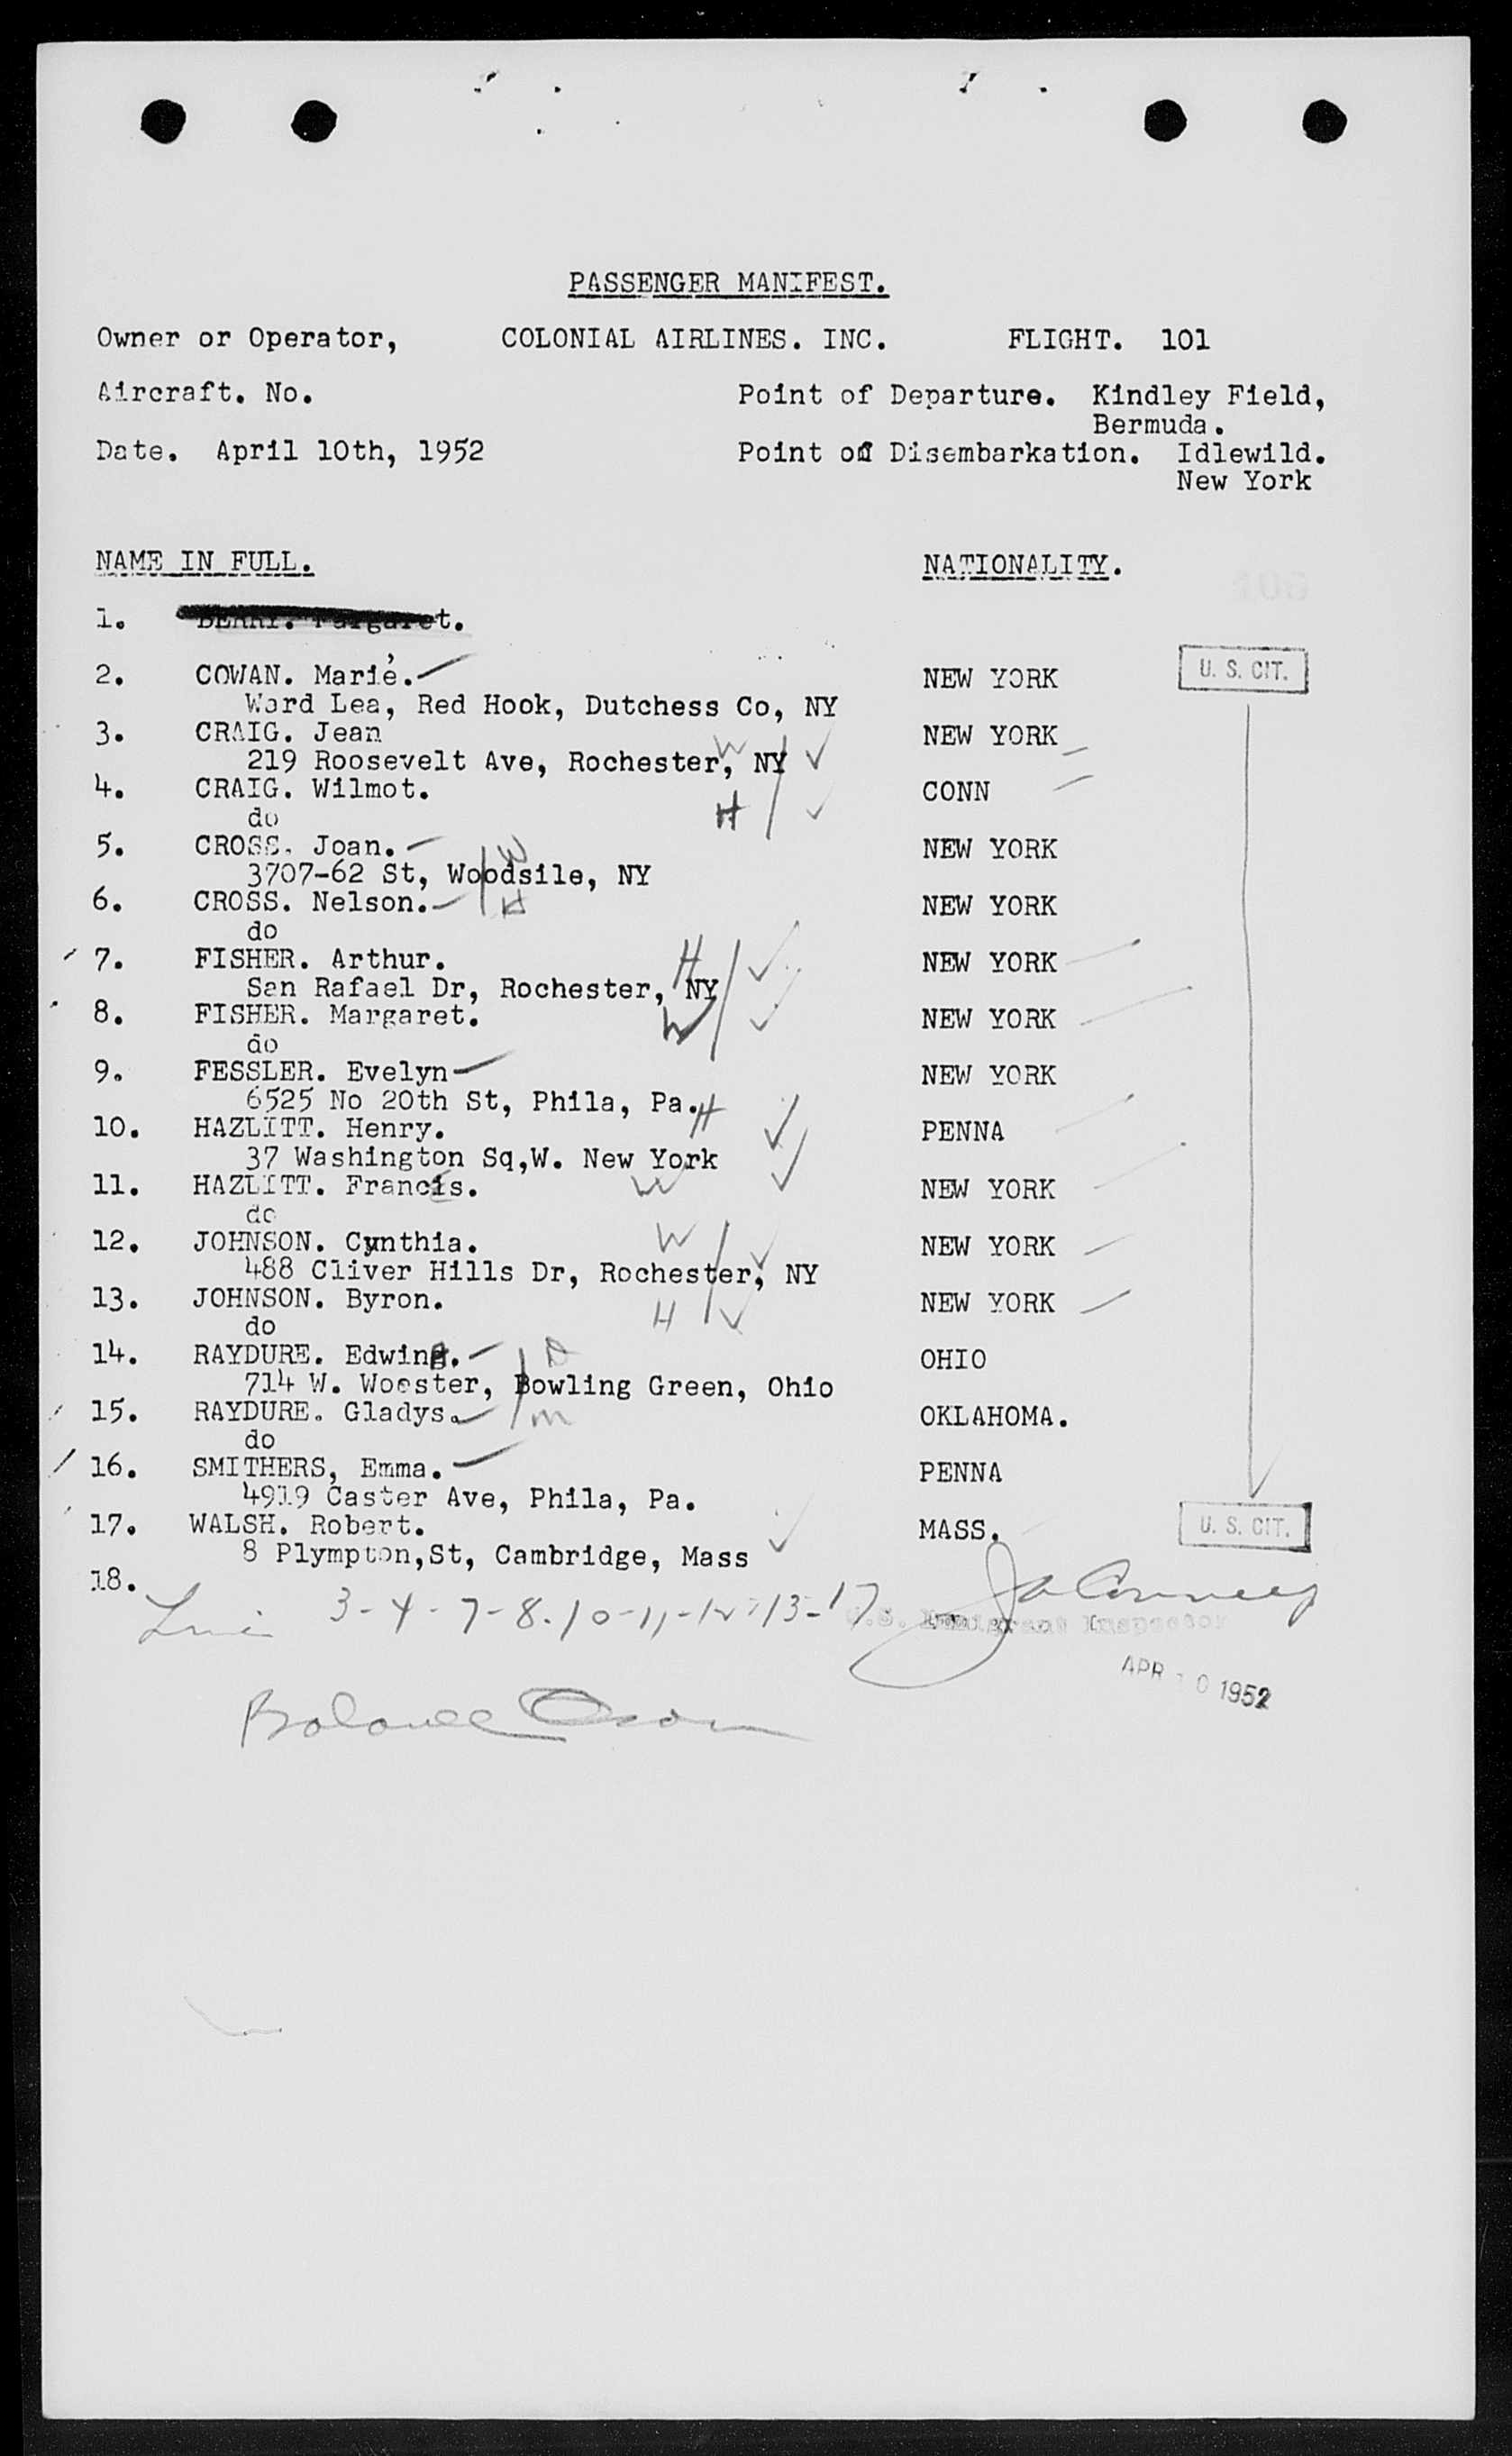 PASSENGER MANIFEST.
Owner or Operator, COLONIAL AIRLINES. INC. FLIGHT. 101
Aircraft. No. Point of Departure. Kindley Field,
Bermuda.
Date. April 10th, 1952 Point of Disembarkation. Idlewild.
New York
NAME IN FULL. NATIONALITY.
1. BERRY. Margaret.
2. COWAN. Marie. NEW YORK U. S. CIT.
Ward Lea, Red Hook, Dutchess Co, NY
3. CRAIG. Jean NEW YORK
219 Roosevelt Ave, Rochester, NY W
4. CRAIG. Wilmot. CONN
do H
5. CROSS. Joan. W NEW YORK
3707-62 St, Woodsile, NY
6. CROSS. Nelson. H NEW YORK
do
7. FISHER. Arthur. H NEW YORK
San Rafael Dr, Rochester, NY
8. FISHER. Margaret. W NEW YORK
do
9. FESSLER. Evelyn NEW YORK
6525 No 20th St, Phila, Pa.
10. HAZLITT. Henry. H PENNA
37 Washington Sq,W. New York
11. HAZLITT. Francis. W NEW YORK
do
12. JOHNSON. Cynthia. W NEW YORK
488 Cliver Hills Dr, Rochester, NY
13. JOHNSON. Byron. H NEW YORK
do
14. RAYDURE. Edwin. OHIO
714 W. Wooster, Bowling Green, Ohio
15. RAYDURE. Gladys. m OKLAHOMA.
do
16. SMITHERS, Emma. PENNA
4919 Caster Ave, Phila, Pa.
17. WALSH. Robert. MASS. U. S. CIT.
8 Plympton,St, Cambridge, Mass
18.
3-4-7-8-10-11-12-13-17
U.S. Immigrant Inspector
APR 10 1952